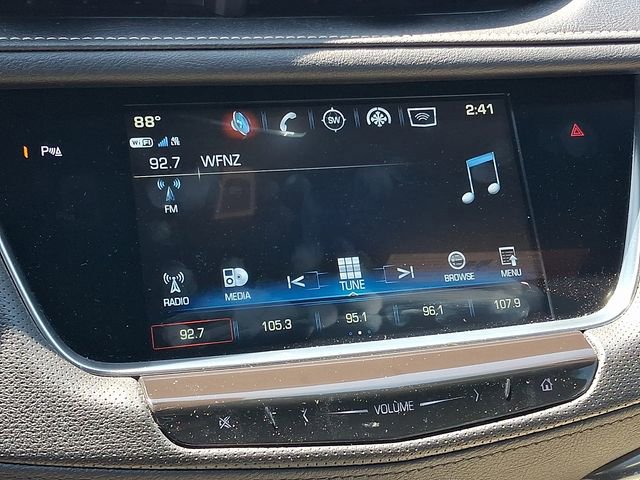 88° SW 2:41
WiFi
P
92.7 WFNZ
FM
RADIO MEDIA TUNE BROWSE MENU
92.7 105.3 95.1 96.1 107.9
VOLUME